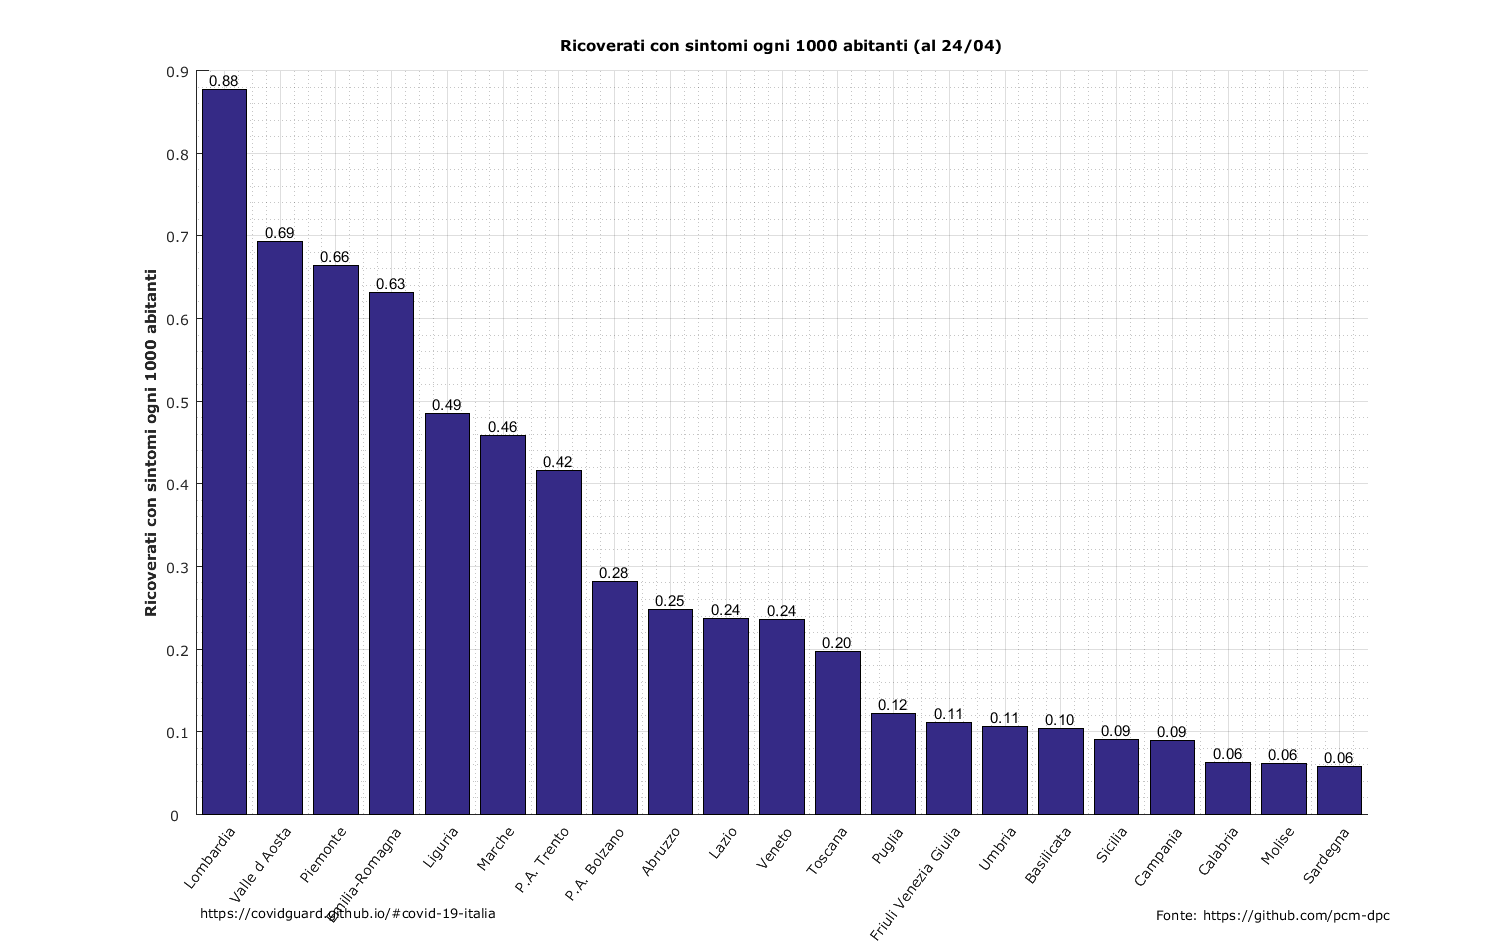 Ricoverati con sintomi ogni 1000 abitanti (al 24/04)
Ricoverati con sintomi ogni 1000 abitanti
0.9
0.8
0.7
0.6
0.5
0.4
0.3
0.2
0.1
0
0.88
0.69
0.66
0.63
0.49
0.46
0.42
0.28
0.25
0.24
0.24
0.20
0.12
0.11
0.11
0.10
0.09
0.09
0.06
0.06
0.06
Lombardia
Valle d Aosta
Piemonte
Emilia-Romagna
Liguria
Marche
P.A. Trento
P.A. Bolzano
Abruzzo
Lazio
Veneto
Toscana
Puglia
Friuli Venezia Giulia
Umbria
Basilicata
Sicilia
Campania
Calabria
Molise
Sardegna
https://covidguard.github.io/#covid-19-italia
Fonte: https://github.com/pcm-dpc